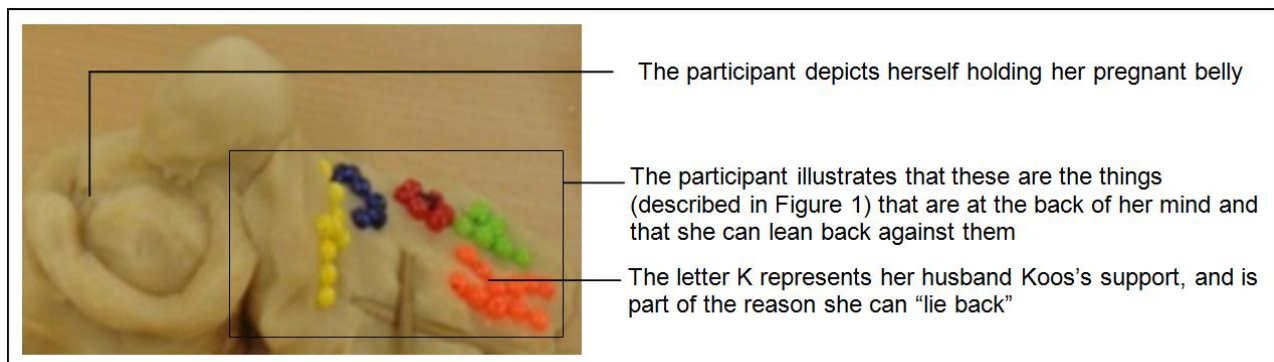 The participant depicts herself holding her pregnant belly
The participant illustrates that these are the things
(described in Figure 1) that are at the back of her mind and
that she can lean back against them
The letter K represents her husband Koos’s support, and is
part of the reason she can “lie back”